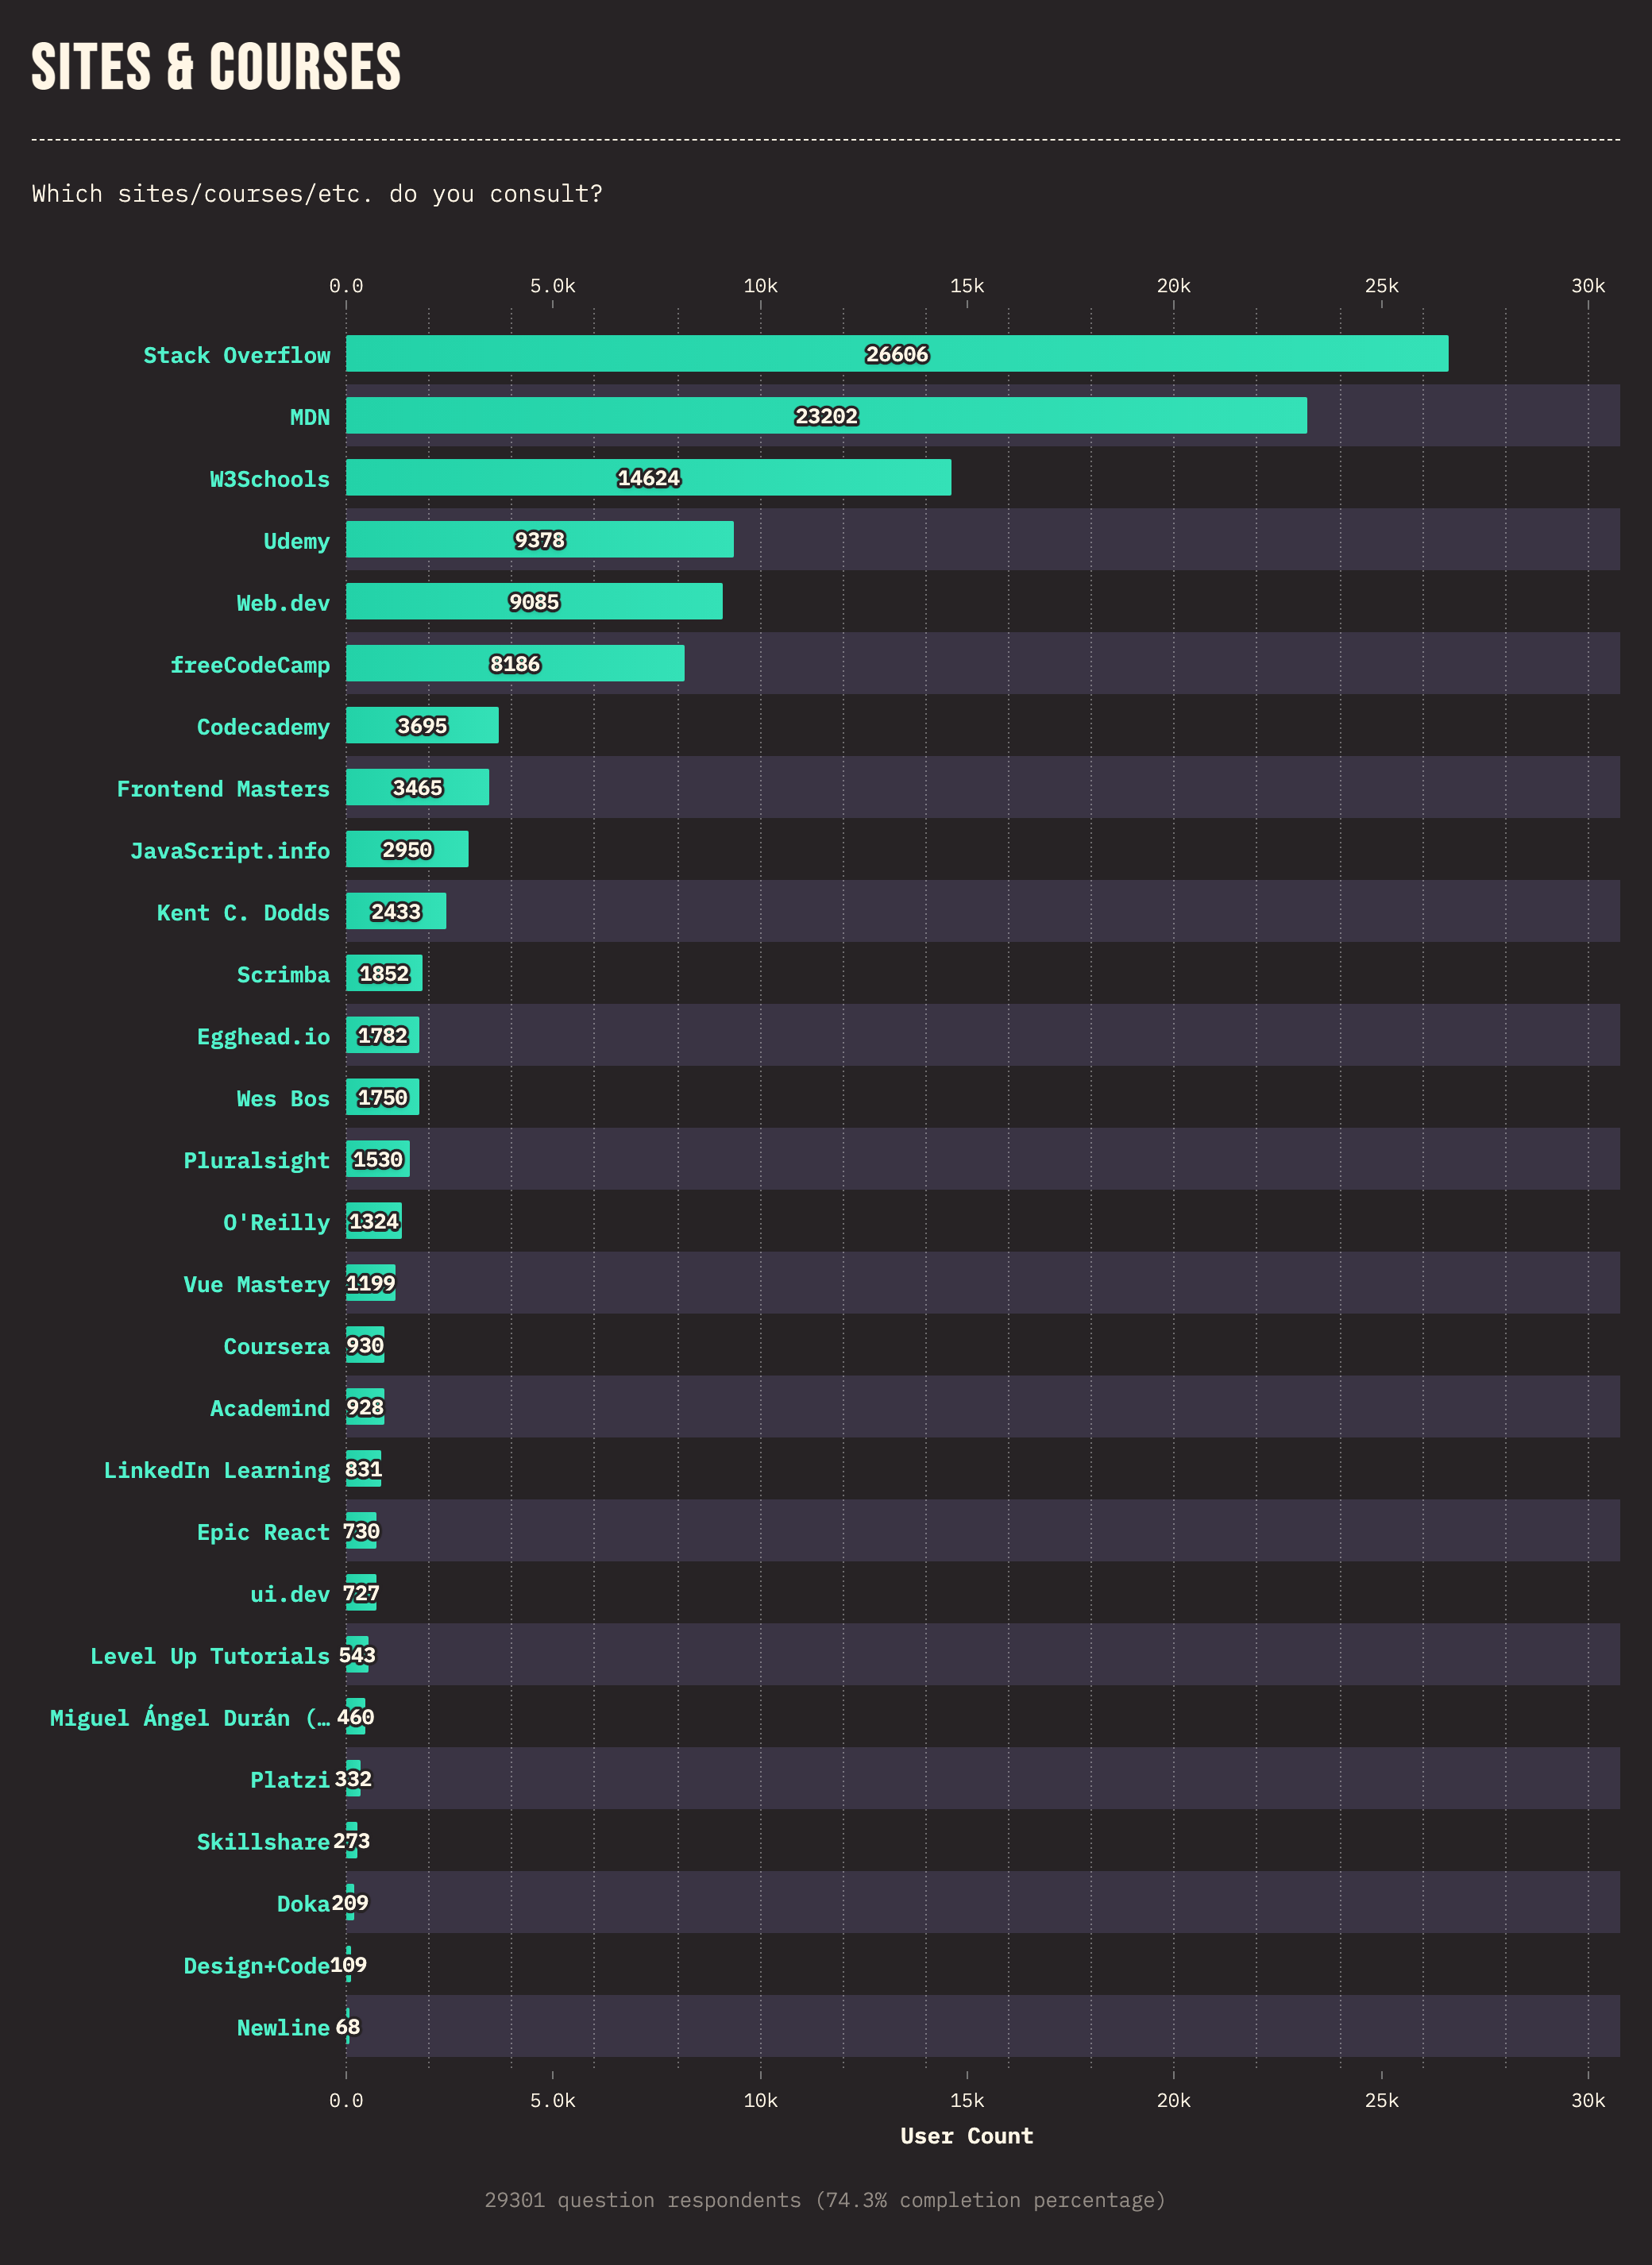 SITES & COURSES
Which sites/courses/etc. do you consult?
0.0 5.0k 10k 15k 20k 25k 30k
Stack Overflow 26606
MDN 23202
W3Schools 14624
Udemy 9378
Web.dev 9085
freeCodeCamp 8186
Codecademy 3695
Frontend Masters 3465
JavaScript.info 2950
Kent C. Dodds 2433
Scrimba 1852
Egghead.io 1782
Wes Bos 1750
Pluralsight 1530
O'Reilly 1324
Vue Mastery 1199
Coursera 930
Academind 928
LinkedIn Learning 831
Epic React 730
ui.dev 727
Level Up Tutorials 543
Miguel Ángel Durán (… 460
Platzi 332
Skillshare 273
Doka 209
Design+Code 109
Newline 68
0.0 5.0k 10k 15k 20k 25k 30k
User Count
29301 question respondents (74.3% completion percentage)